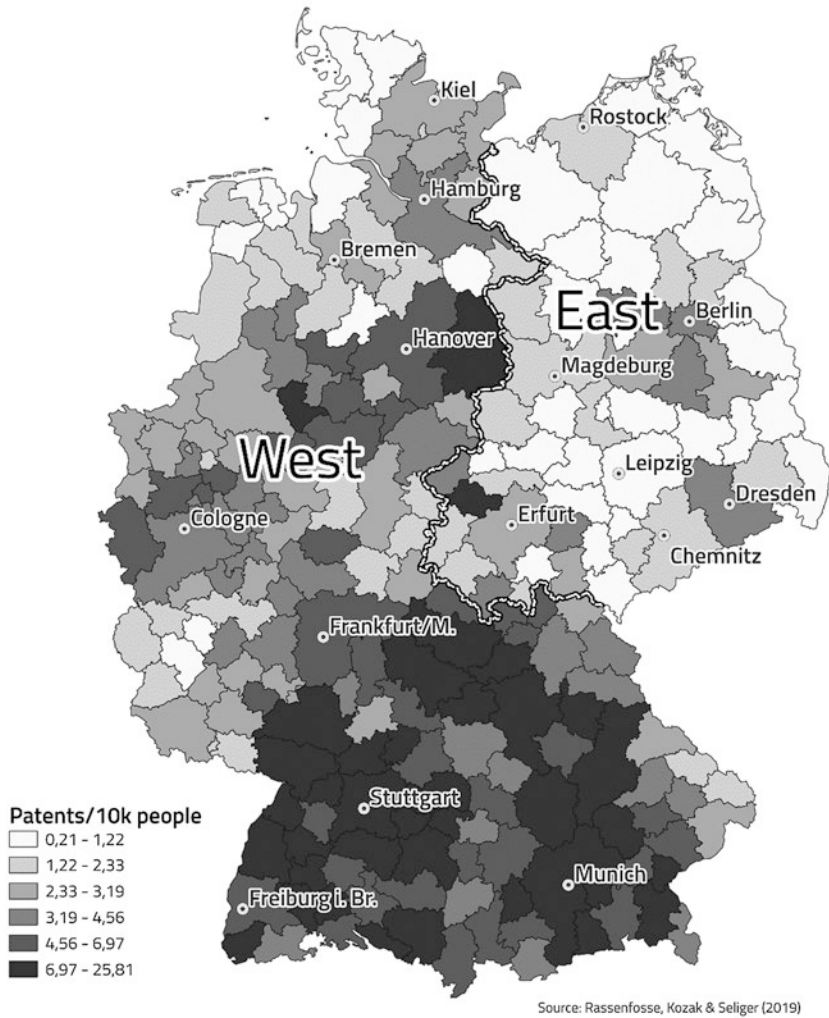 Kiel
Rostock
Hamburg
Bremen
East
Berlin
Hanover
Magdeburg
West
Leipzig
Dresden
Cologne
Erfurt
Chemnitz
Frankfurt/M.
Patents/10k people
0,21 - 1,22
1,22 - 2,33
2,33 - 3,19
3,19 - 4,56
4,56 - 6,97
6,97 - 25,81
Stuttgart
Munich
Freiburg i. Br.
Source: Rassenfosse, Kozak & Seliger (2019)